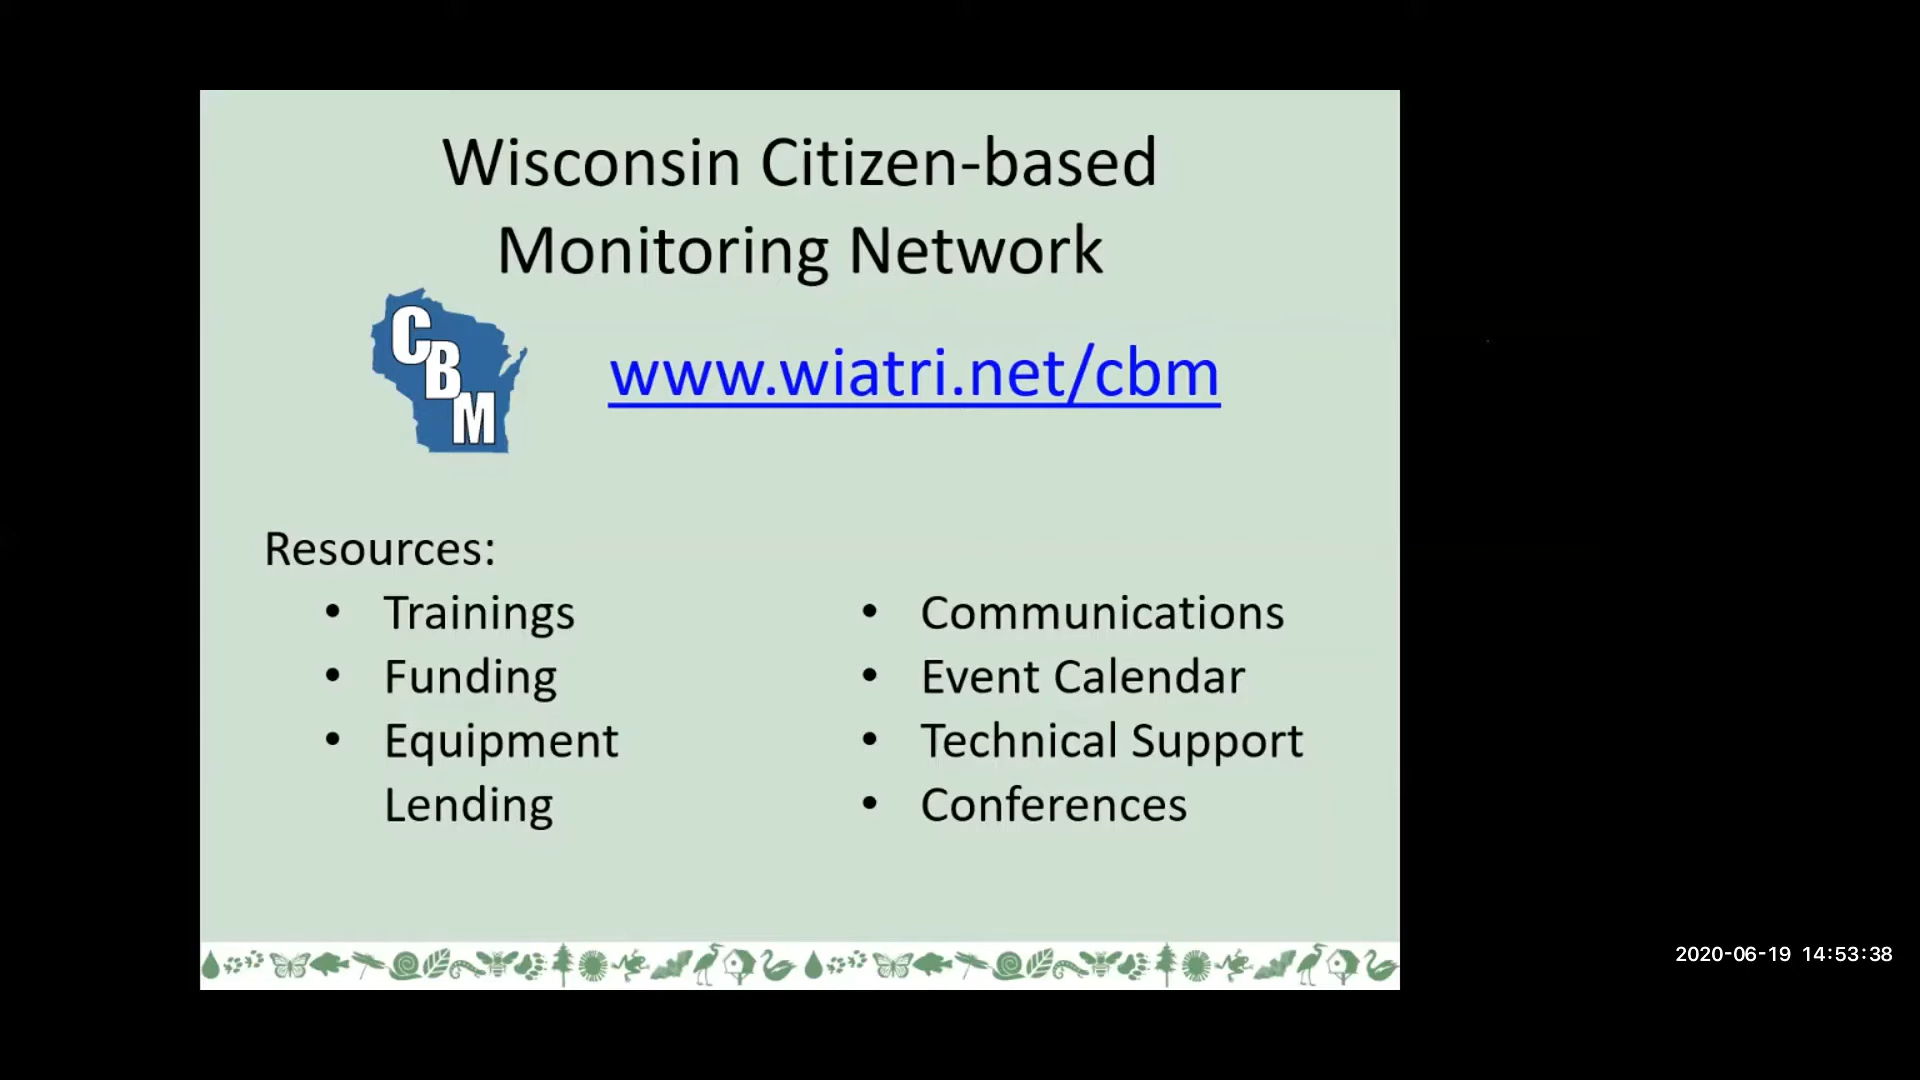 Wisconsin Citizen-based
Monitoring Network
CBM
www.wiatri.net/cbm
Resources:
• Trainings
• Funding
• Equipment
Lending
• Communications
• Event Calendar
• Technical Support
• Conferences
2020-06-19 14:53:38